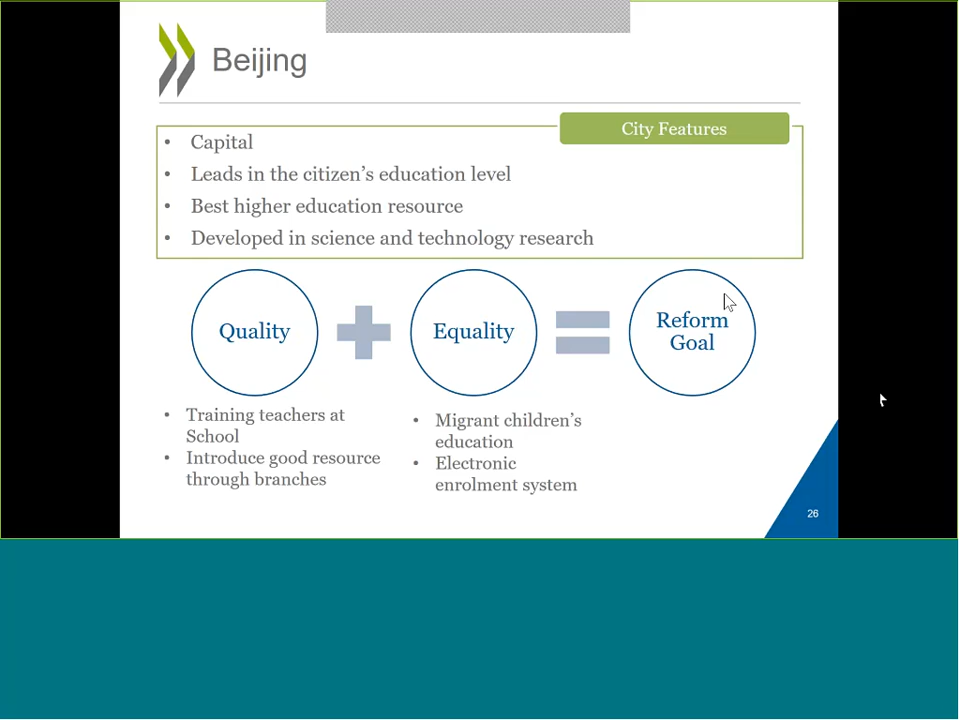 Beijing
City Features
• Capital
• Leads in the citizen’s education level
• Best higher education resource
• Developed in science and technology research
Quality
Equality
Reform
Goal
• Training teachers at
School
• Introduce good resource
through branches
• Migrant children’s
education
• Electronic
enrolment system
26